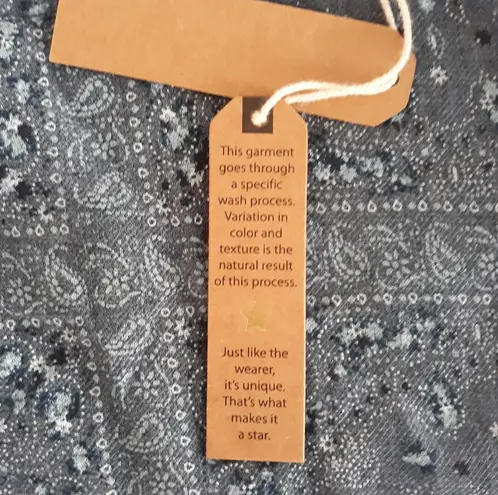 This garment
goes through
a specific
wash process.
Variation in
color and
texture is the
natural result
of this process.
Just like the
wearer,
it's unique.
That's what
makes it
a star.